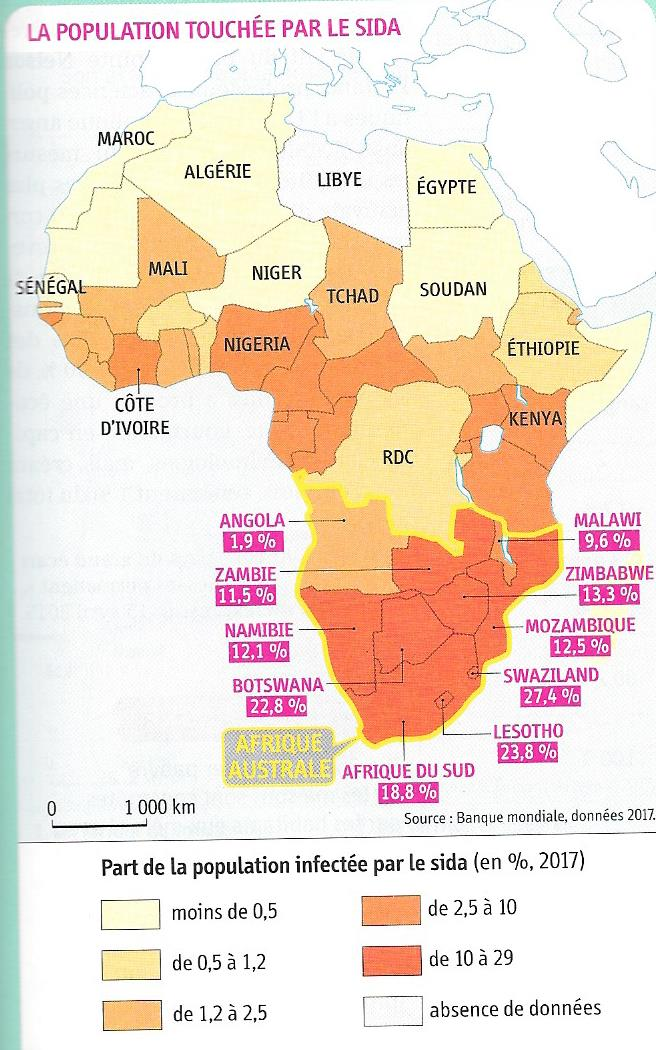 LA POPULATION TOUCHÉE PAR LE SIDA
MAROC
ALGÉRIE
LIBYE
ÉGYPTE
SÉNÉGAL
MALI
NIGER
TCHAD
SOUDAN
NIGERIA
ÉTHIOPIE
CÔTE
D'IVOIRE
KENYA
RDC
ANGOLA
1,9 %
MALAWI
9,6 %
ZAMBIE
11,5 %
ZIMBABWE
13,3 %
NAMIBIE
12,1 %
MOZAMBIQUE
12,5 %
BOTSWANA
22,8 %
SWAZILAND
27,4 %
LESOTHO
23,8 %
AFRIQUE
AUSTRALE
AFRIQUE DU SUD
18,8 %
0 1 000 km
Source : Banque mondiale, données 2017.
Part de la population infectée par le sida (en %, 2017)
moins de 0,5
de 0,5 à 1,2
de 1,2 à 2,5
de 2,5 à 10
de 10 à 29
absence de données